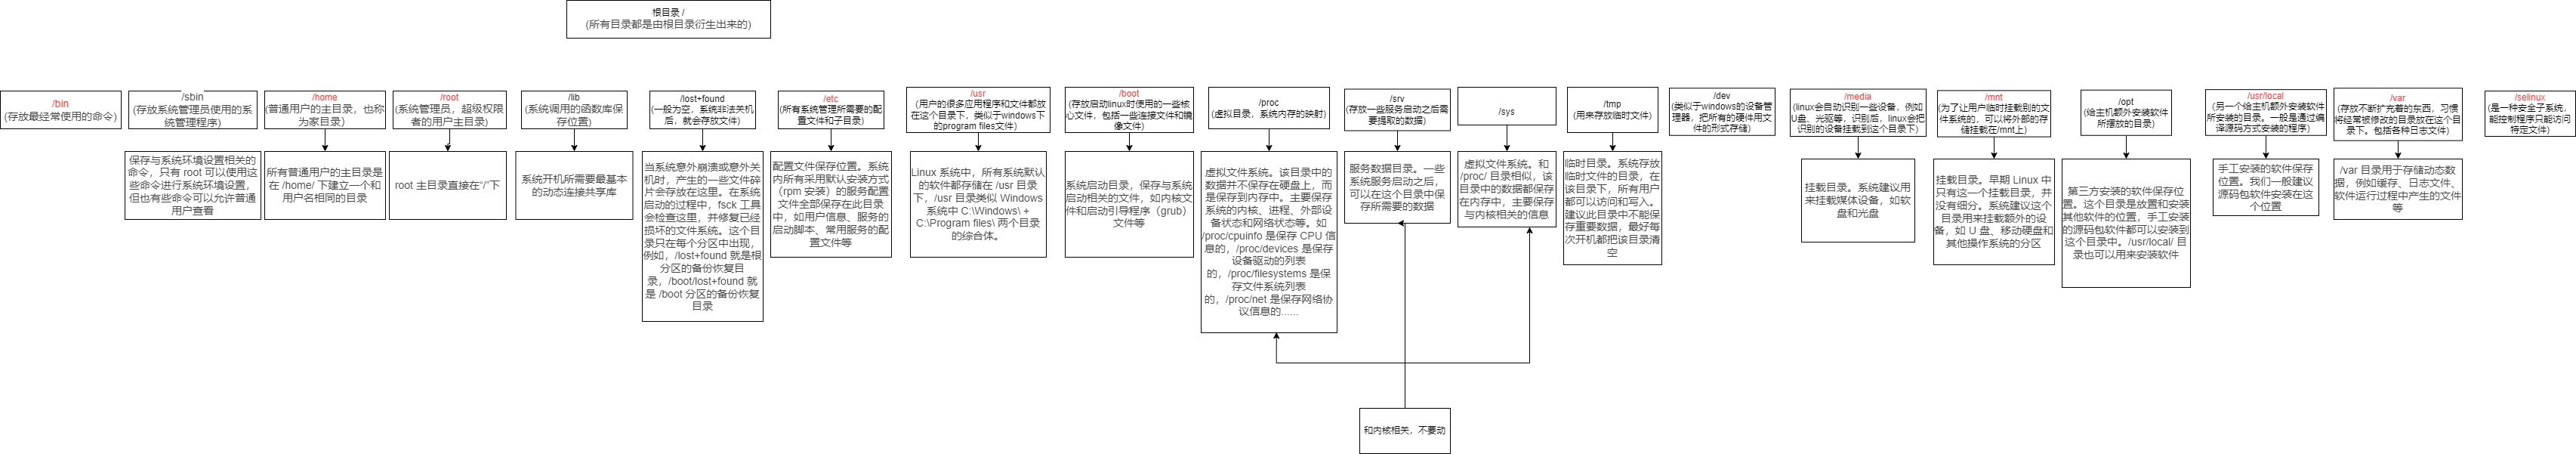 根目录 /
(所有目录都是由根目录衍生出来的)
/bin
(存放最经常使用的命令)
/sbin
(存放系统管理员使用的系
统管理程序)
/home
(普通用户的主目录，也称
为家目录）
/root
(系统管理员，超级权限
者的用户主目录)
/lib
(系统调用的函数库保
存位置)
/lost+found
(一般为空，系统非法关机
后，就会存放文件)
/etc
(所有系统管理所需要的配
置文件和子目录)
/usr
（用户的很多应用程序和文件都放
在这个目录下，类似于windows下
的program files文件）
/boot
(存放启动linux时使用的一些核
心文件，包括一些连接文件和镜
像文件)
/proc
(虚拟目录，系统内存的映射)
/srv
(存放一些服务启动之后需
要提取的数据)
/sys
/tmp
(用来存放临时文件)
/dev
(类似于windows的设备管
理器，把所有的硬件用文
件的形式存储)
/media
(linux会自动识别一些设备，例如
U盘、光驱等，识别后，linux会把
识别的设备挂载到这个目录下)
/mnt
(为了让用户临时挂载别的文
件系统的，可以将外部的存
储挂载在/mnt上)
/opt
(给主机额外安装软件
所摆放的目录)
/usr/local
(另一个给主机额外安装软件
所安装的目录。一般是通过编
译源码方式安装的程序)
/var
(存放不断扩充着的东西，习惯
将经常被修改的目录放在这个目
录下。包括各种日志文件)
/selinux
(是一种安全子系统，
能控制程序只能访问
特定文件)
保存与系统环境设置相关的
命令，只有 root 可以使用这
些命令进行系统环境设置，
但也有些命令可以允许普通
用户查看
所有普通用户的主目录是
在 /home/ 下建立一个和
用户名相同的目录
root 主目录直接在“/”下
系统开机所需要最基本
的动态连接共享库
当系统意外崩溃或意外关
机时，产生的一些文件碎
片会存放在这里。在系统
启动的过程中，fsck 工具
会检查这里，并修复已经
损坏的文件系统。这个目
录只在每个分区中出现，
例如，/lost+found 就是根
分区的备份恢复目
录，/boot/lost+found 就
是 /boot 分区的备份恢复
目录
配置文件保存位置。系统
内所有采用默认安装方式
（rpm 安装）的服务配置
文件全部保存在此目录
中，如用户信息、服务的
启动脚本、常用服务的配
置文件等
Linux 系统中，所有系统默认
的软件都存储在 /usr 目录
下，/usr 目录类似 Windows
系统中 C:\Windows\ +
C:\Program files\ 两个目录
的综合体。
系统启动目录，保存与系统
启动相关的文件，如内核文
件和启动引导程序（grub）
文件等
虚拟文件系统。该目录中的
数据并不保存在硬盘上，而
是保存到内存中。主要保存
系统的内核、进程、外部设
备状态和网络状态等。如
/proc/cpuinfo 是保存 CPU 信
息的，/proc/devices 是保存
设备驱动的列表
的，/proc/filesystems 是保
存文件系统列表
的，/proc/net 是保存网络协
议信息的......
服务数据目录。一些
系统服务启动之后，
可以在这个目录中保
存所需要的数据
虚拟文件系统。和
/proc/ 目录相似，该
目录中的数据都保存
在内存中，主要保存
与内核相关的信息
临时目录。系统存放
临时文件的目录，在
该目录下，所有用户
都可以访问和写入。
建议此目录中不能保
存重要数据，最好每
次开机都把该目录清
空
挂载目录。系统建议用
来挂载媒体设备，如软
盘和光盘
挂载目录。早期 Linux 中
只有这一个挂载目录，并
没有细分。系统建议这个
目录用来挂载额外的设
备，如 U 盘、移动硬盘和
其他操作系统的分区
第三方安装的软件保存位
置。这个目录是放置和安装
其他软件的位置，手工安装
的源码包软件都可以安装到
这个目录中。/usr/local/ 目
录也可以用来安装软件
手工安装的软件保存位
置。我们一般建议
源码包软件安装在这
个位置
/var 目录用于存储动态数
据，例如缓存、日志文件、
软件运行过程中产生的文件
等
和内核相关，不要动